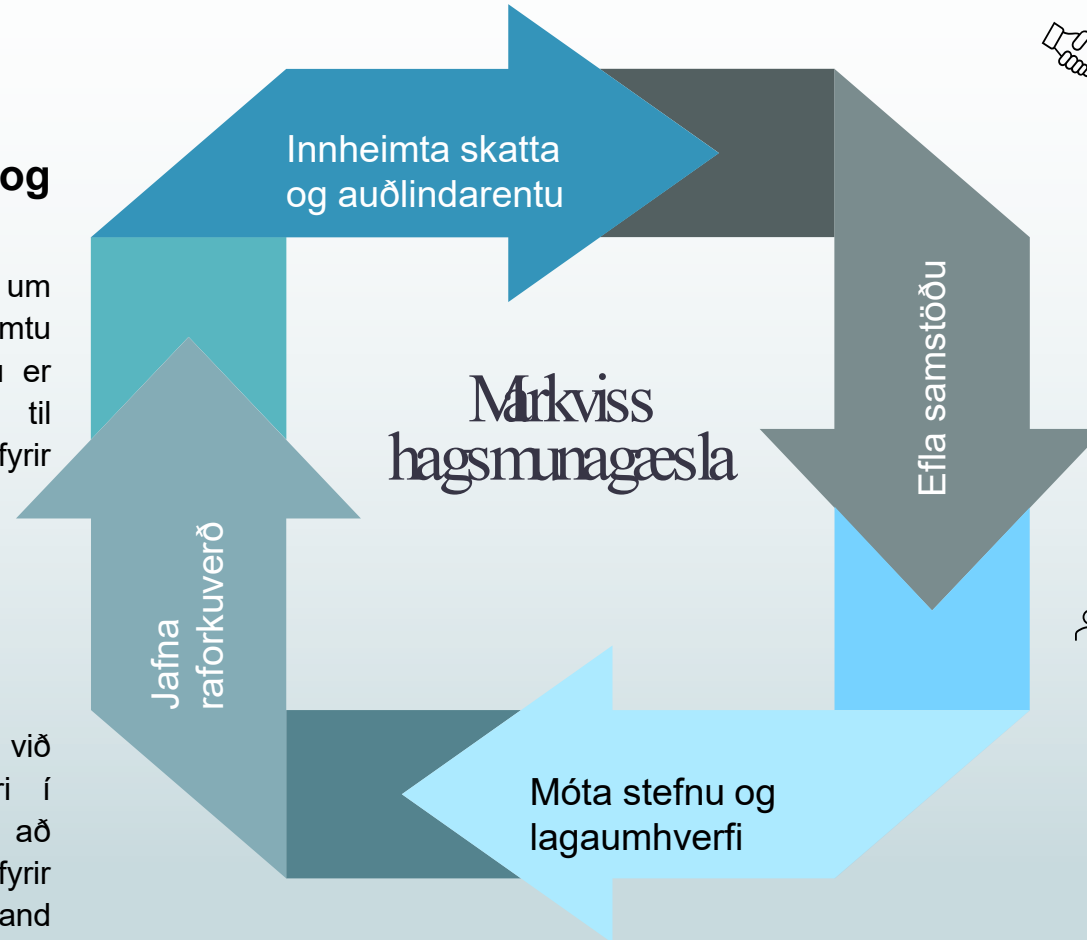 og
um
mtu
er
til
fyrir
við
ri í
að
fyrir
and
Innheimta skatta
og auðlindarentu
Efla samstöðu
Markviss
hagsmunagæsla
Jafna
raforkuverð
Móta stefnu og
lagaumhverfi